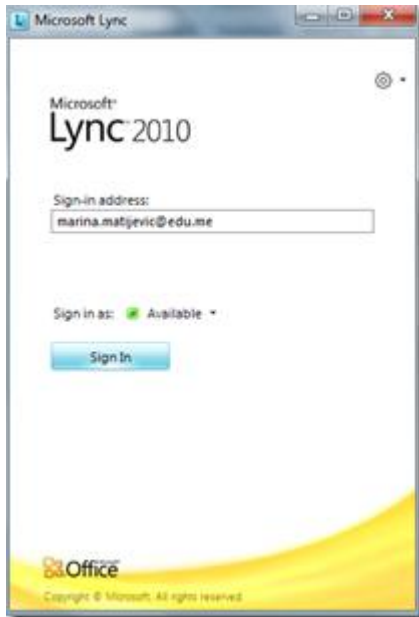 Microsoft Lync
Microsoft®
Lync™ 2010
Sign-in address:
marina.matijevic@edu.me
Sign in as: Available
Sign In
Office
Copyright © Microsoft. All rights reserved.